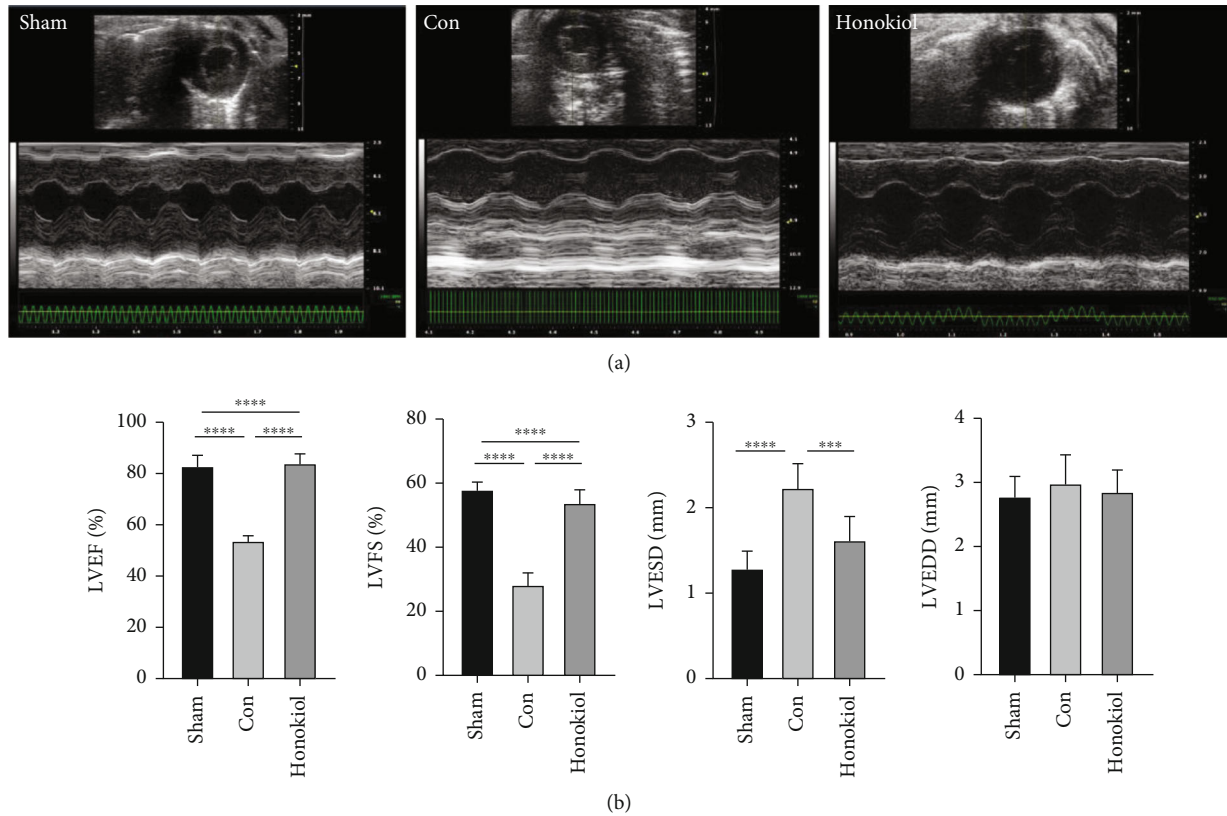 Sham
Con
Honokiol
(a)
****
****
****
100
80
60
40
20
0
LVEF (%)
Sham
Con
Honokiol
****
****
****
80
60
40
20
0
LVFS (%)
Sham
Con
Honokiol
****
***
3
2
1
0
LVESD (mm)
Sham
Con
Honokiol
4
3
2
1
0
LVEDD (mm)
Sham
Con
Honokiol
(b)